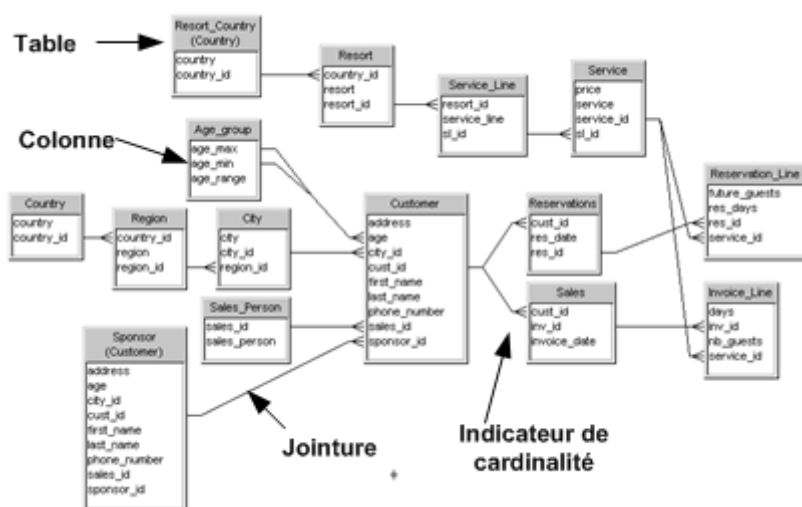 Table
Resort_Country
(Country)
country
country_id
Resort
country_id
resort
resort_id
Service_Line
resort_id
service_line
sl_id
Service
price
service
service_id
sl_id
Colonne
Age_group
age_max
age_min
age_range
Country
country
country_id
Region
country_id
region
region_id
City
city
city_id
region_id
Customer
address
age
city_id
cust_id
first_name
last_name
phone_number
sales_id
sponsor_id
Reservations
cust_id
res_date
res_id
Reservation_Line
future_guests
res_days
res_id
service_id
Sales_Person
sales_id
sales_person
Sales
cust_id
inv_id
invoice_date
Invoice_Line
days
inv_id
nb_guests
service_id
Sponsor
(Customer)
address
age
city_id
cust_id
first_name
last_name
phone_number
sales_id
sponsor_id
Jointure
Indicateur de
cardinalité